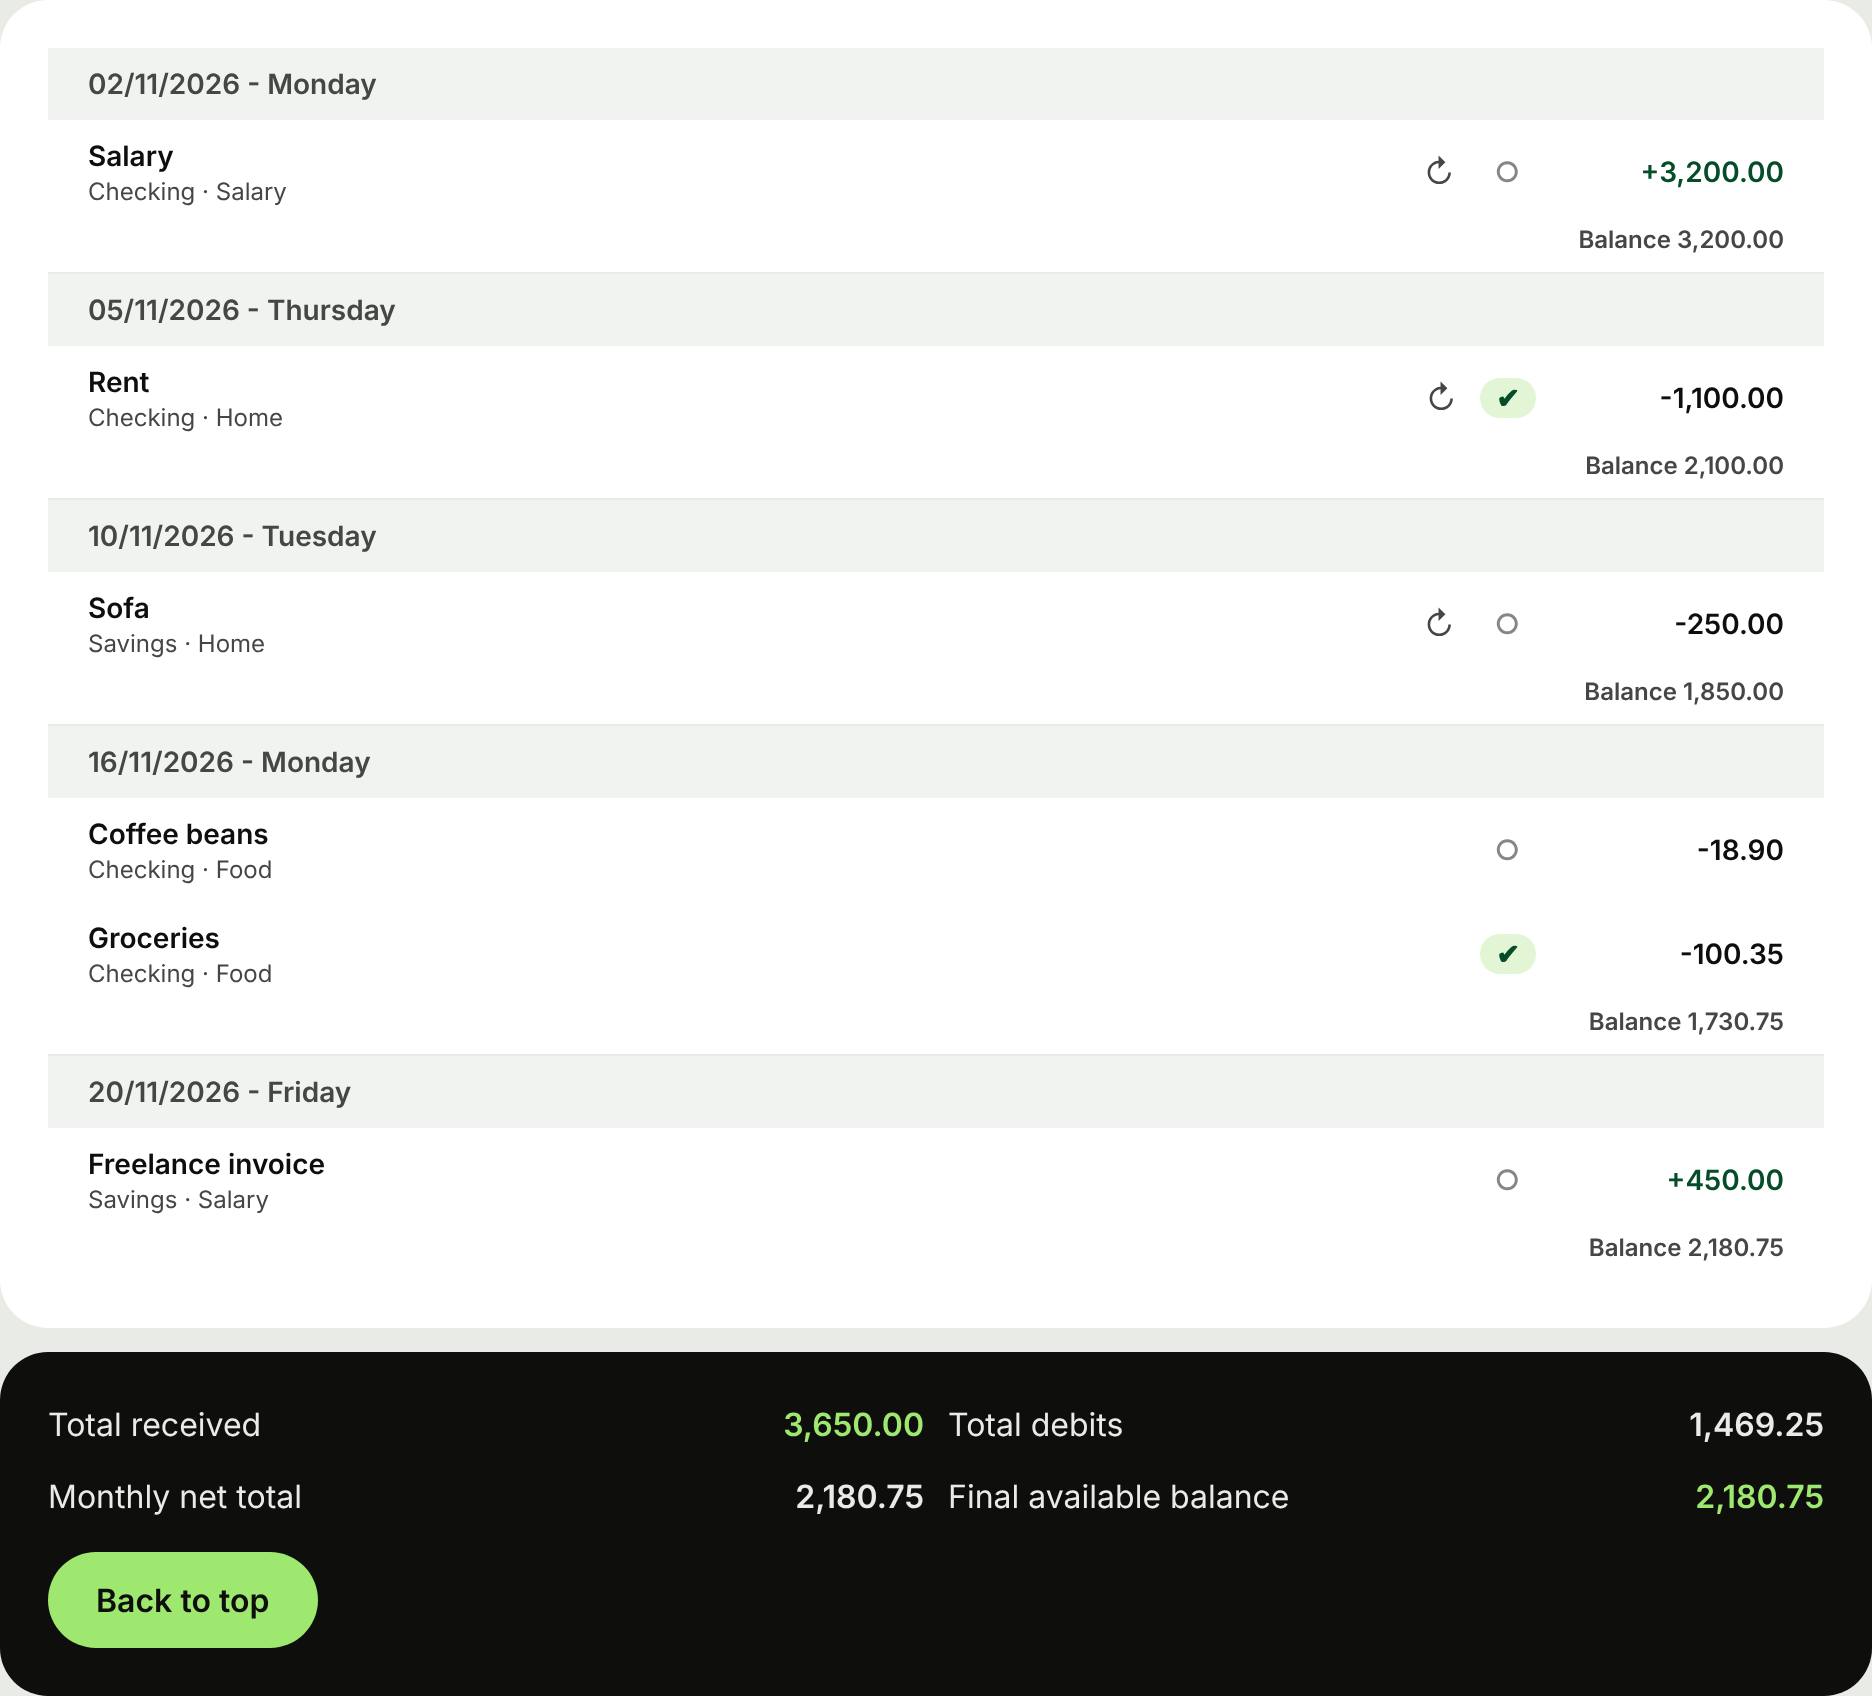 02/11/2026 - Monday
Salary
Checking · Salary
+3,200.00
Balance 3,200.00
05/11/2026 - Thursday
Rent
Checking · Home
✔
-1,100.00
Balance 2,100.00
10/11/2026 - Tuesday
Sofa
Savings · Home
-250.00
Balance 1,850.00
16/11/2026 - Monday
Coffee beans
Checking · Food
-18.90
Groceries
Checking · Food
✔
-100.35
Balance 1,730.75
20/11/2026 - Friday
Freelance invoice
Savings · Salary
+450.00
Balance 2,180.75
Total received 3,650.00 Total debits 1,469.25
Monthly net total 2,180.75 Final available balance 2,180.75
Back to top